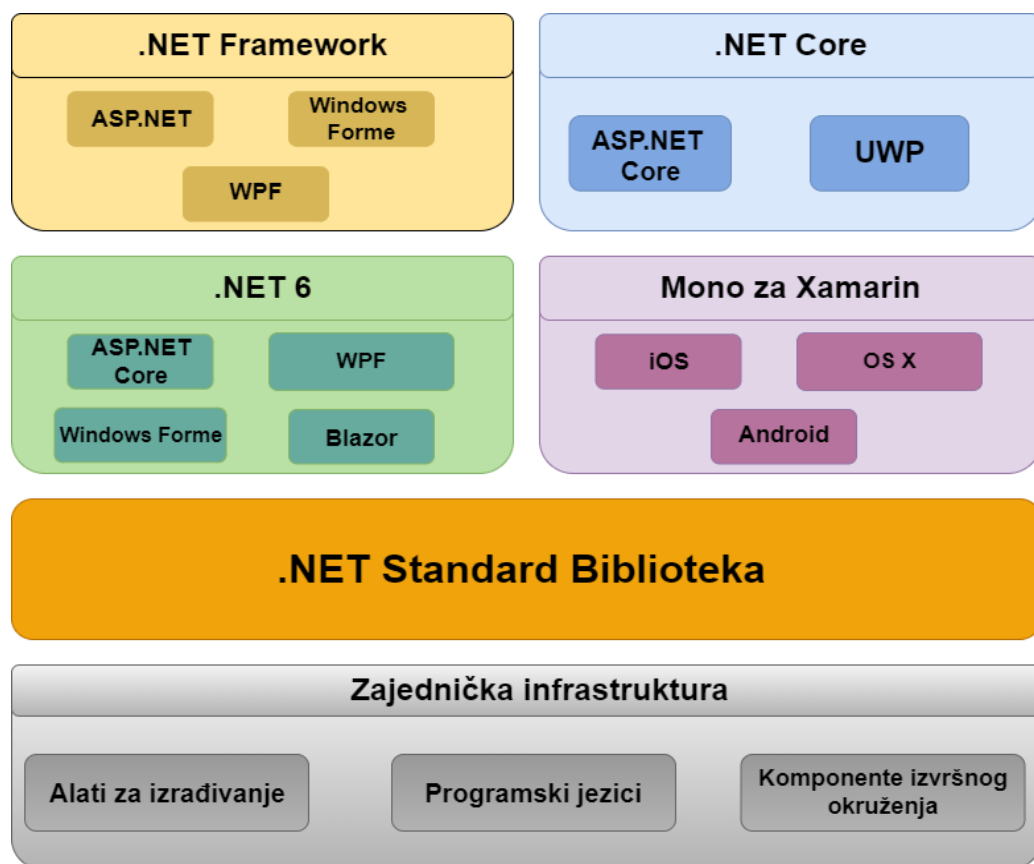 .NET Framework
ASP.NET
Windows
Forme
WPF
.NET Core
ASP.NET
Core
UWP
.NET 6
ASP.NET
Core
WPF
Windows Forme
Blazor
Mono za Xamarin
iOS
OS X
Android
.NET Standard Biblioteka
Zajednička infrastruktura
Alati za izrađivanje
Programski jezici
Komponente izvršnog
okruženja